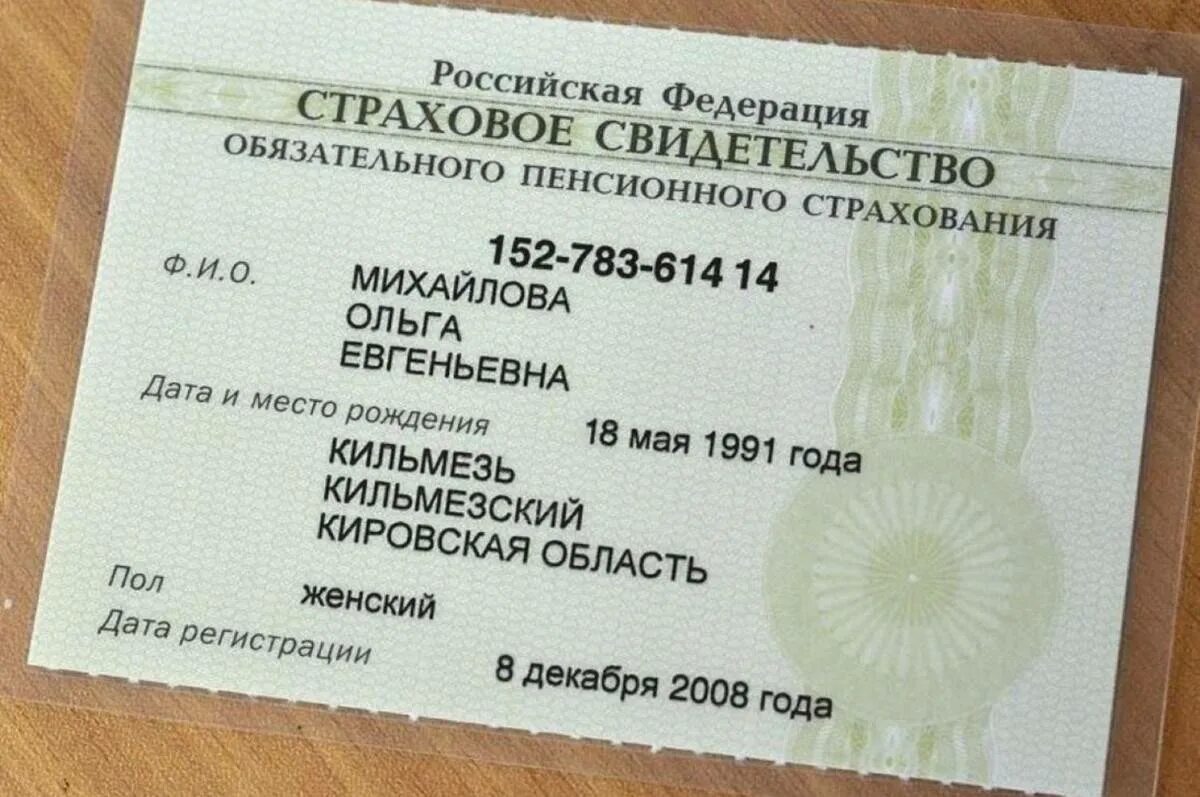 Российская Федерация
СТРАХОВОЕ СВИДЕТЕЛЬСТВО
ОБЯЗАТЕЛЬНОГО ПЕНСИОННОГО СТРАХОВАНИЯ
152-783-614 14
Ф.И.О. МИХАЙЛОВА
ОЛЬГА
ЕВГЕНЬЕВНА
Дата и место рождения 18 мая 1991 года
КИЛЬМЕЗЬ
КИЛЬМЕЗСКИЙ
КИРОВСКАЯ ОБЛАСТЬ
Пол женский
Дата регистрации 8 декабря 2008 года